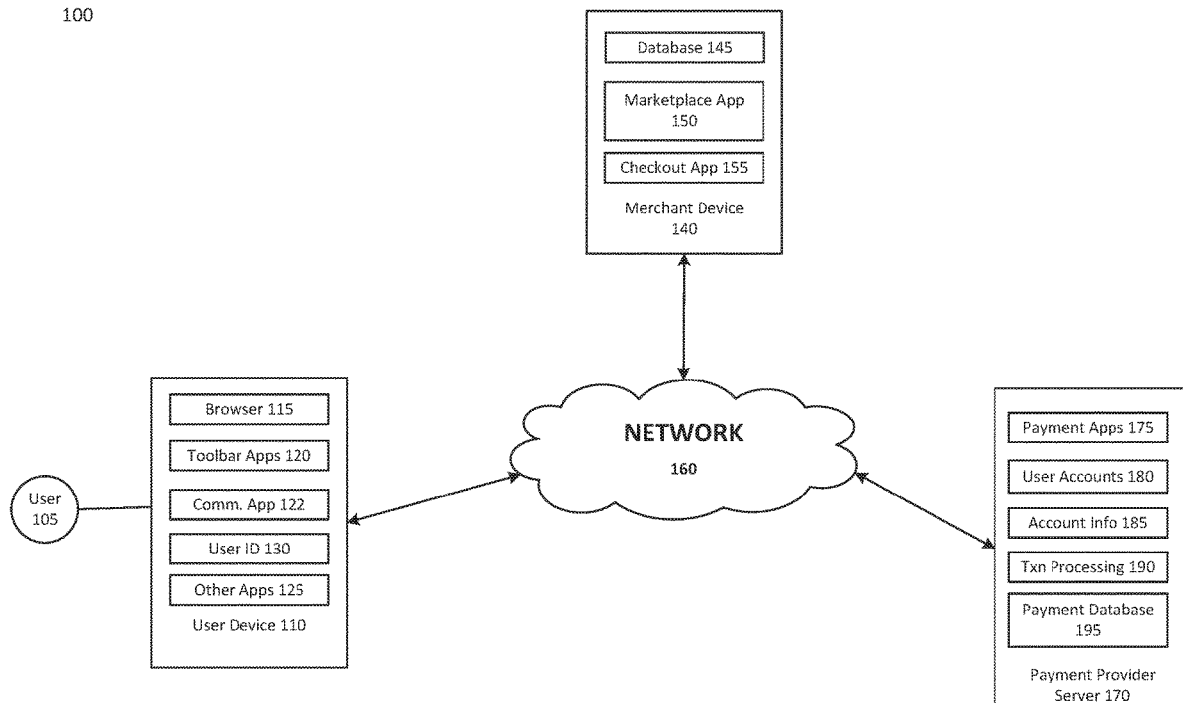 100
Database 145
Marketplace App
150
Checkout App 155
Merchant Device
140
NETWORK
160
User
105
Browser 115
Toolbar Apps 120
Comm. App 122
User ID 130
Other Apps 125
User Device 110
Payment Apps 175
User Accounts 180
Account Info 185
Txn Processing 190
Payment Database
195
Payment Provider
Server 170